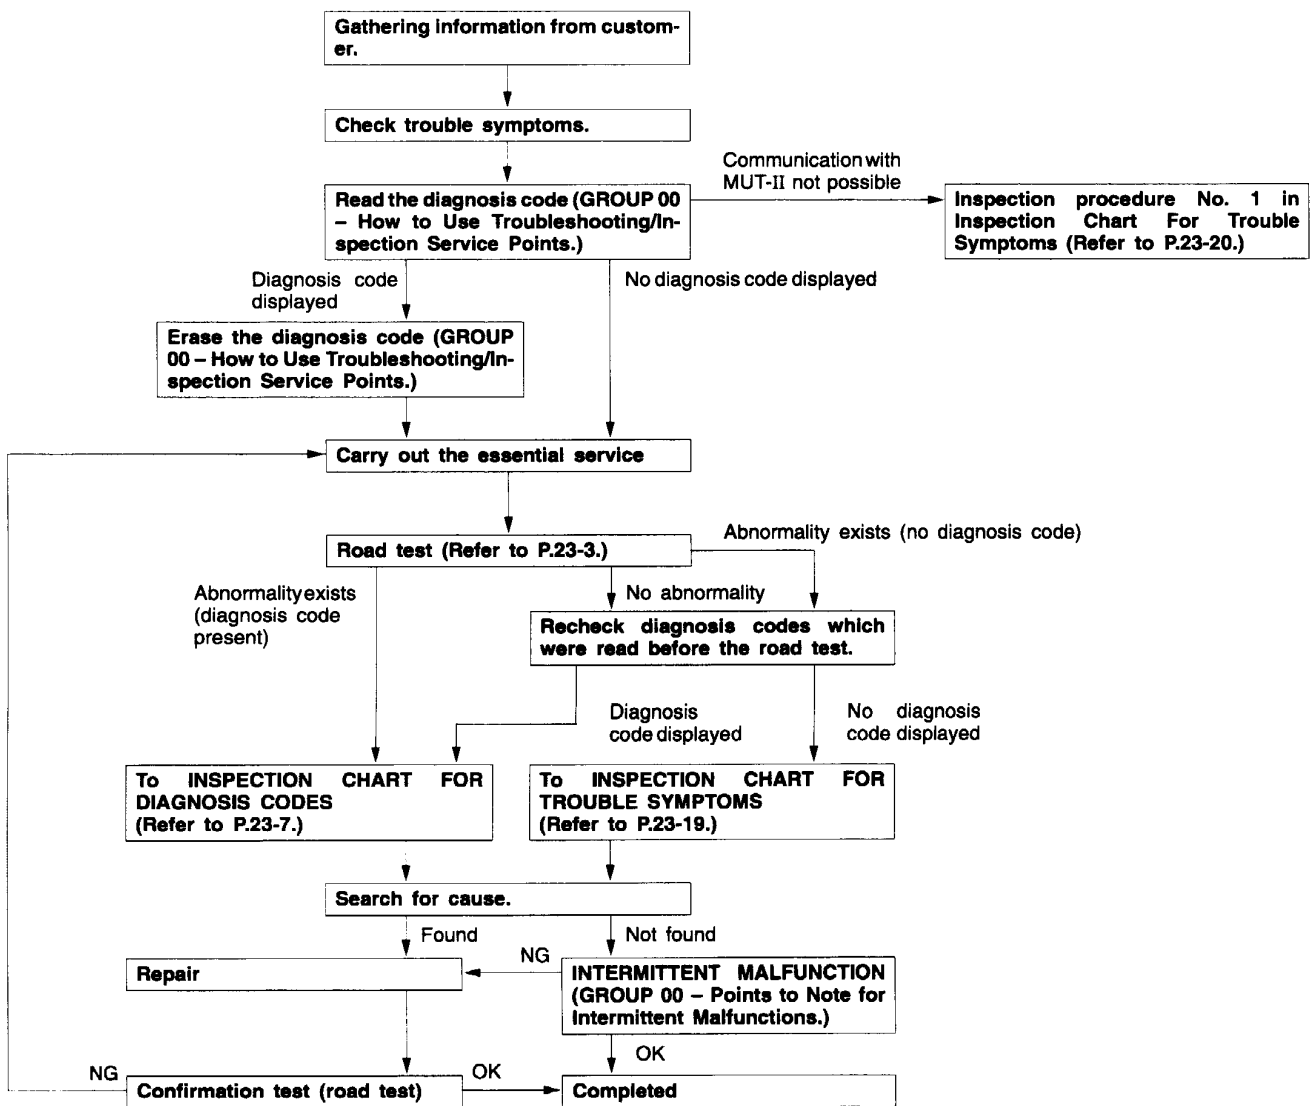 Gathering information from custom-
er.
Check trouble symptoms.
Communication with
MUT-II not possible
Read the diagnosis code (GROUP 00
– How to Use Troubleshooting/In-
spection Service Points.)
Inspection procedure No. 1 in
Inspection Chart For Trouble
Symptoms (Refer to P.23-20.)
Diagnosis code
displayed
No diagnosis code displayed
Erase the diagnosis code (GROUP
00 – How to Use Troubleshooting/In-
spection Service Points.)
Carry out the essential service
Road test (Refer to P.23-3.)
Abnormality exists (no diagnosis code)
Abnormality exists
(diagnosis code
present)
No abnormality
Recheck diagnosis codes which
were read before the road test.
Diagnosis
code displayed
No diagnosis
code displayed
To INSPECTION CHART FOR
DIAGNOSIS CODES
(Refer to P.23-7.)
To INSPECTION CHART FOR
TROUBLE SYMPTOMS
(Refer to P.23-19.)
Search for cause.
Found
Not found
Repair
NG
INTERMITTENT MALFUNCTION
(GROUP 00 – Points to Note for
Intermittent Malfunctions.)
OK
NG
Confirmation test (road test)
OK
Completed